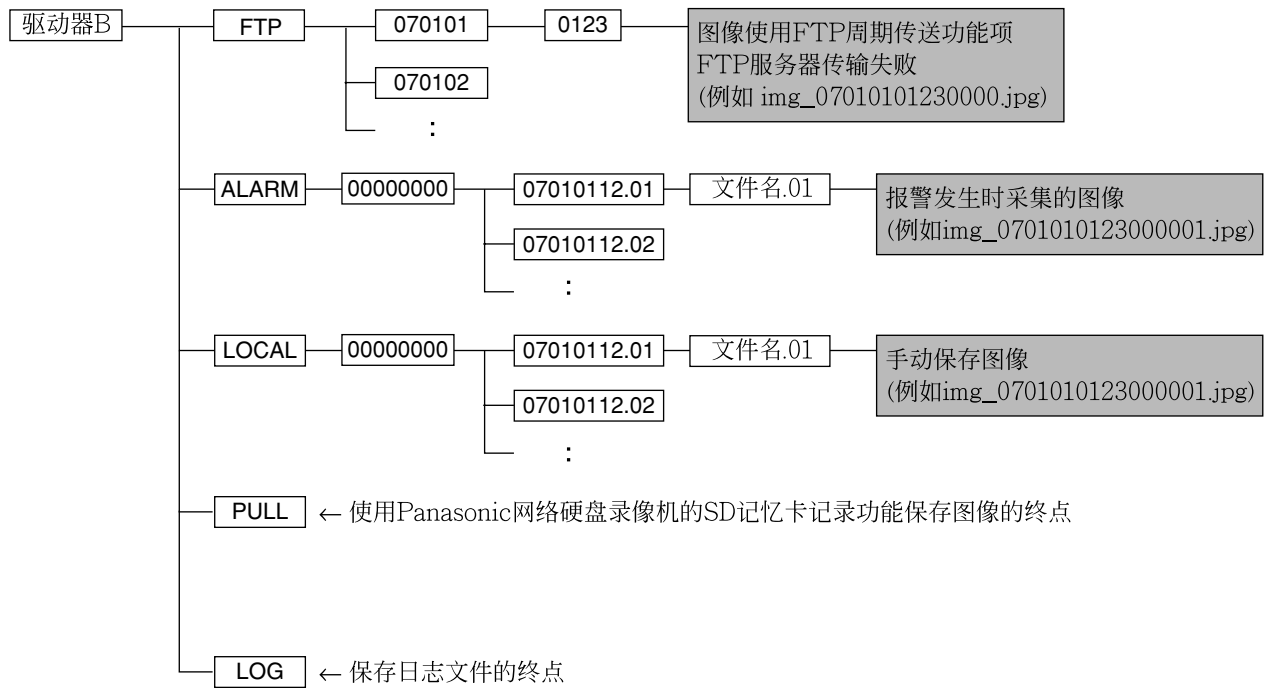 驱动器B
FTP
070101
0123
图像使用FTP周期传送功能项
FTP服务器传输失败
(例如 img_07010101230000.jpg)
070102
:
ALARM
00000000
07010112.01
文件名.01
报警发生时采集的图像
(例如img_0701010123000001.jpg)
07010112.02
:
LOCAL
00000000
07010112.01
文件名.01
手动保存图像
(例如img_0701010123000001.jpg)
07010112.02
:
PULL
← 使用Panasonic网络硬盘录像机的SD记忆卡记录功能保存图像的终点
LOG
← 保存日志文件的终点